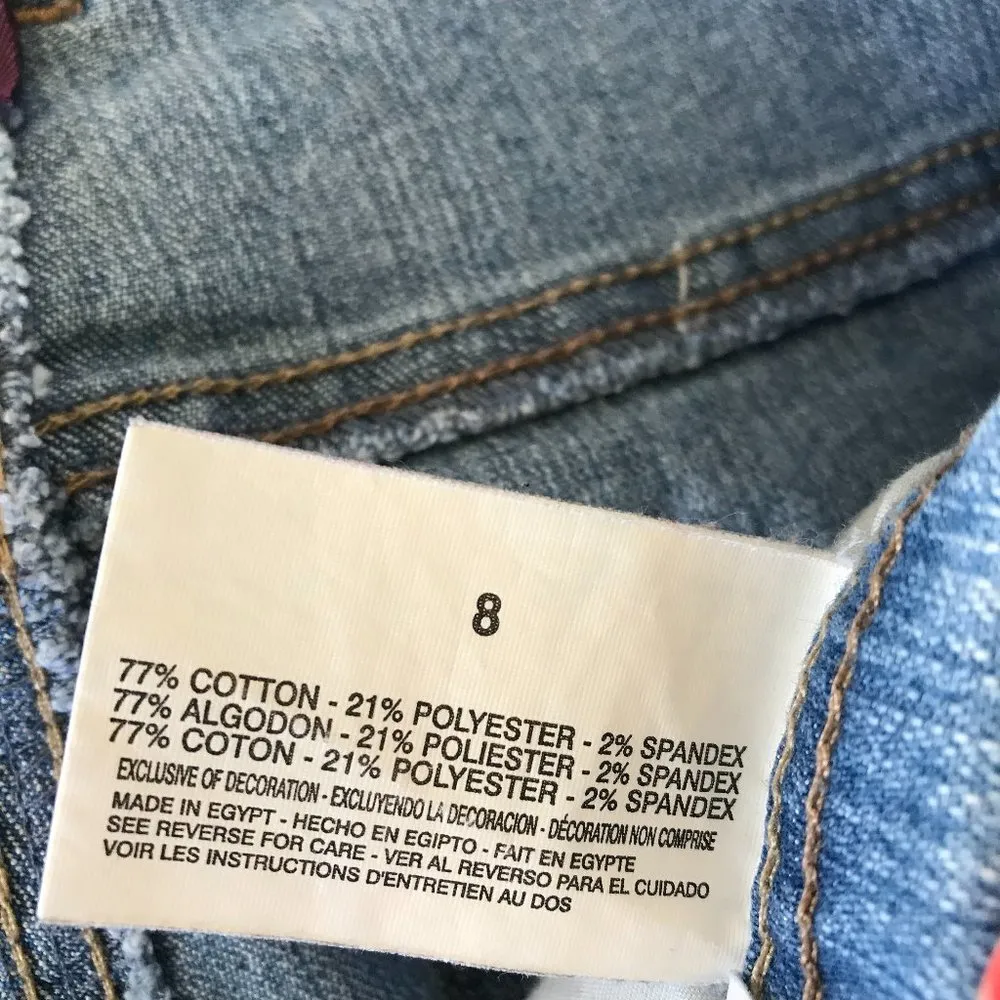 8
77% COTTON - 21% POLYESTER - 2% SPANDEX
77% ALGODON - 21% POLIESTER - 2% SPANDEX
77% COTON - 21% POLYESTER - 2% SPANDEX
EXCLUSIVE OF DECORATION - EXCLUYENDO LA DECORACION - DÉCORATION NON COMPRISE
MADE IN EGYPT - HECHO EN EGIPTO - FAIT EN EGYPTE
SEE REVERSE FOR CARE - VER AL REVERSO PARA EL CUIDADO
VOIR LES INSTRUCTIONS D'ENTRETIEN AU DOS